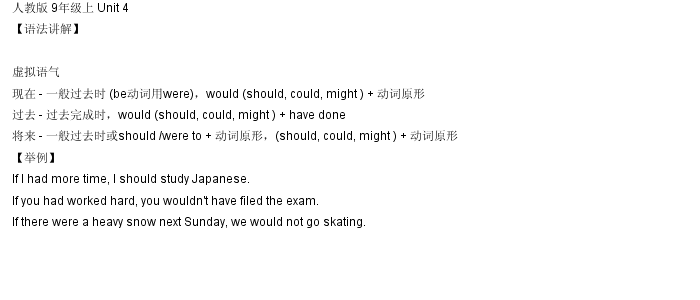 人教版 9年级上 Unit 4
【语法讲解】
虚拟语气
现在 - 一般过去时 (be动词用were)，would (should, could, might ) + 动词原形
过去 - 过去完成时，would (should, could, might ) + have done
将来 - 一般过去时或should /were to + 动词原形，(should, could, might ) + 动词原形
【举例】
If I had more time, I should study Japanese.
If you had worked hard, you wouldn't have filed the exam.
If there were a heavy snow next Sunday, we would not go skating.